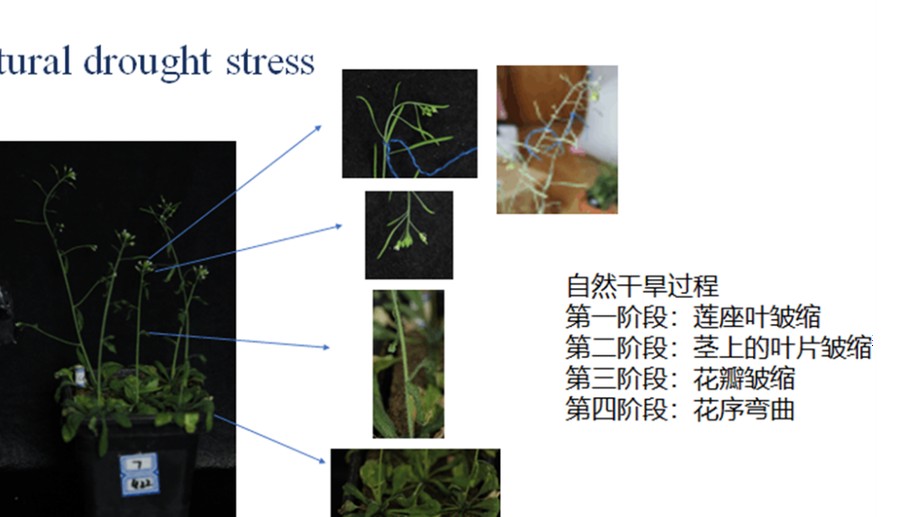 tural drought stress
自然干旱过程
第一阶段：莲座叶皱缩
第二阶段：茎上的叶片皱缩
第三阶段：花瓣皱缩
第四阶段：花序弯曲
7